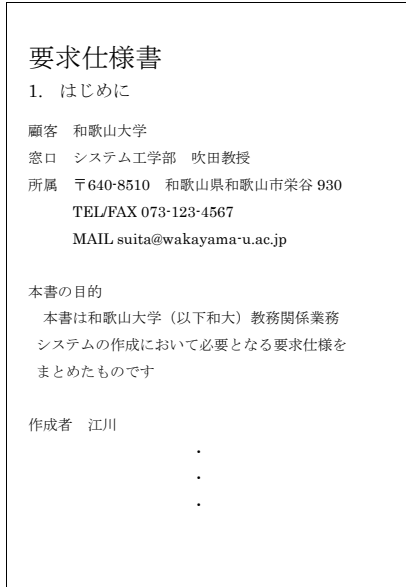 要求仕様書
1. はじめに
顧客 和歌山大学
窓口 システム工学部 吹田教授
所属 〒640-8510 和歌山県和歌山市栄谷 930
TEL/FAX 073-123-4567
MAIL suita@wakayama-u.ac.jp
本書の目的
本書は和歌山大学（以下和大）教務関係業務
システムの作成において必要となる要求仕様を
まとめたものです
作成者 江川
・
・
・